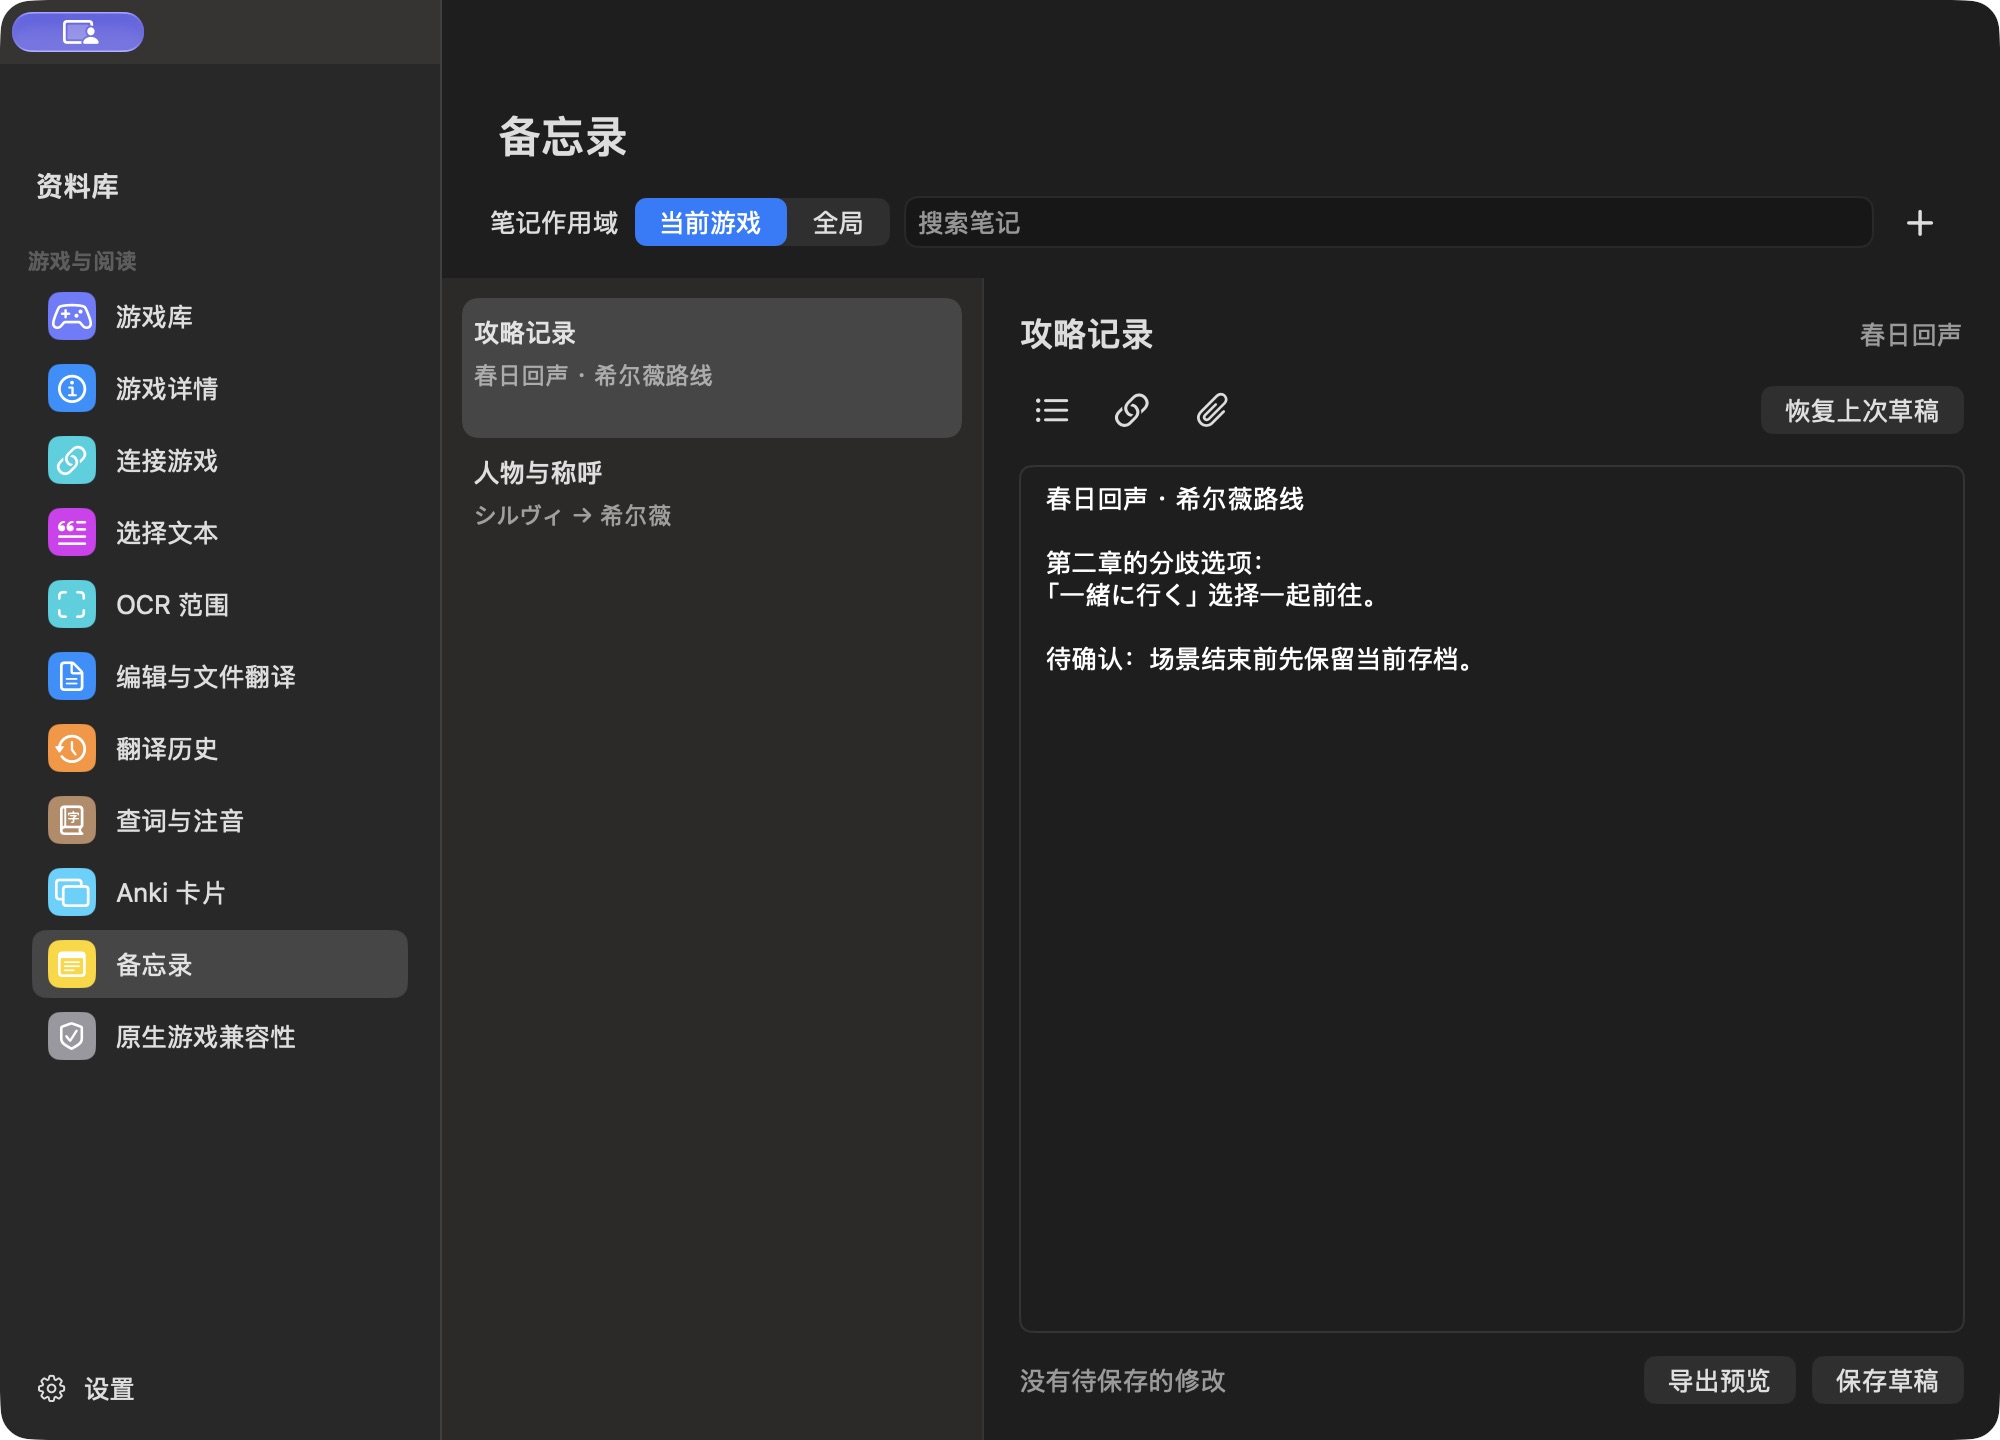 资料库
游戏与阅读
游戏库
游戏详情
连接游戏
选择文本
OCR 范围
编辑与文件翻译
翻译历史
字
查词与注音
Anki 卡片
备忘录
原生游戏兼容性
设置
备忘录
笔记作用域
当前游戏
全局
搜索笔记
攻略记录
春日回声 · 希尔薇路线
人物与称呼
シルヴィ → 希尔薇
攻略记录
春日回声
恢复上次草稿
春日回声 · 希尔薇路线
第二章的分歧选项：
「一緒に行く」选择一起前往。
待确认：场景结束前先保留当前存档。
没有待保存的修改
导出预览
保存草稿